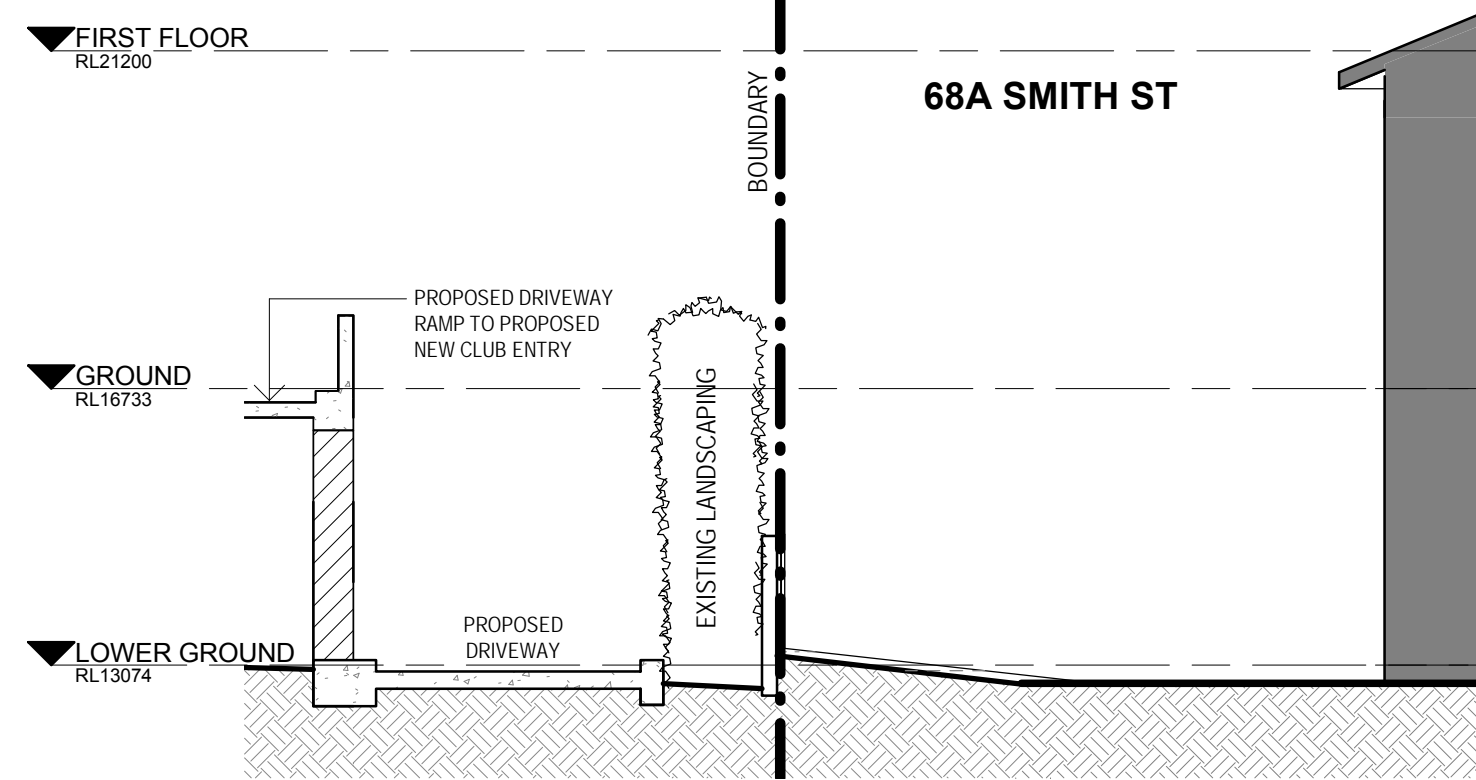 FIRST FLOOR
RL21200
BOUNDARY
68A SMITH ST
PROPOSED DRIVEWAY
RAMP TO PROPOSED
NEW CLUB ENTRY
GROUND
RL16733
EXISTING LANDSCAPING
PROPOSED
DRIVEWAY
LOWER GROUND
RL13074